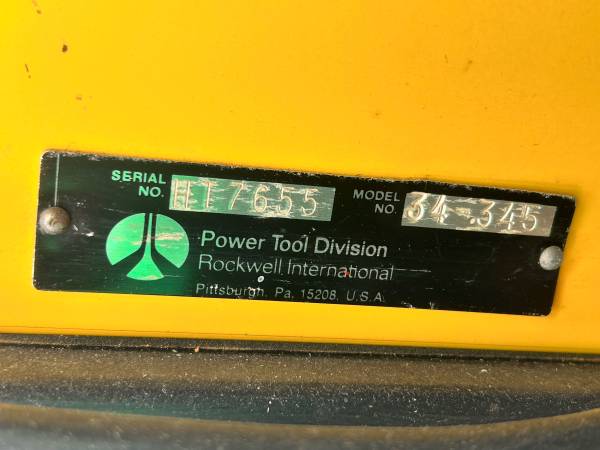 SERIAL NO. HT7655
MODEL NO. 34-345
Power Tool Division
Rockwell International
Pittsburgh, Pa. 15208, U.S.A.